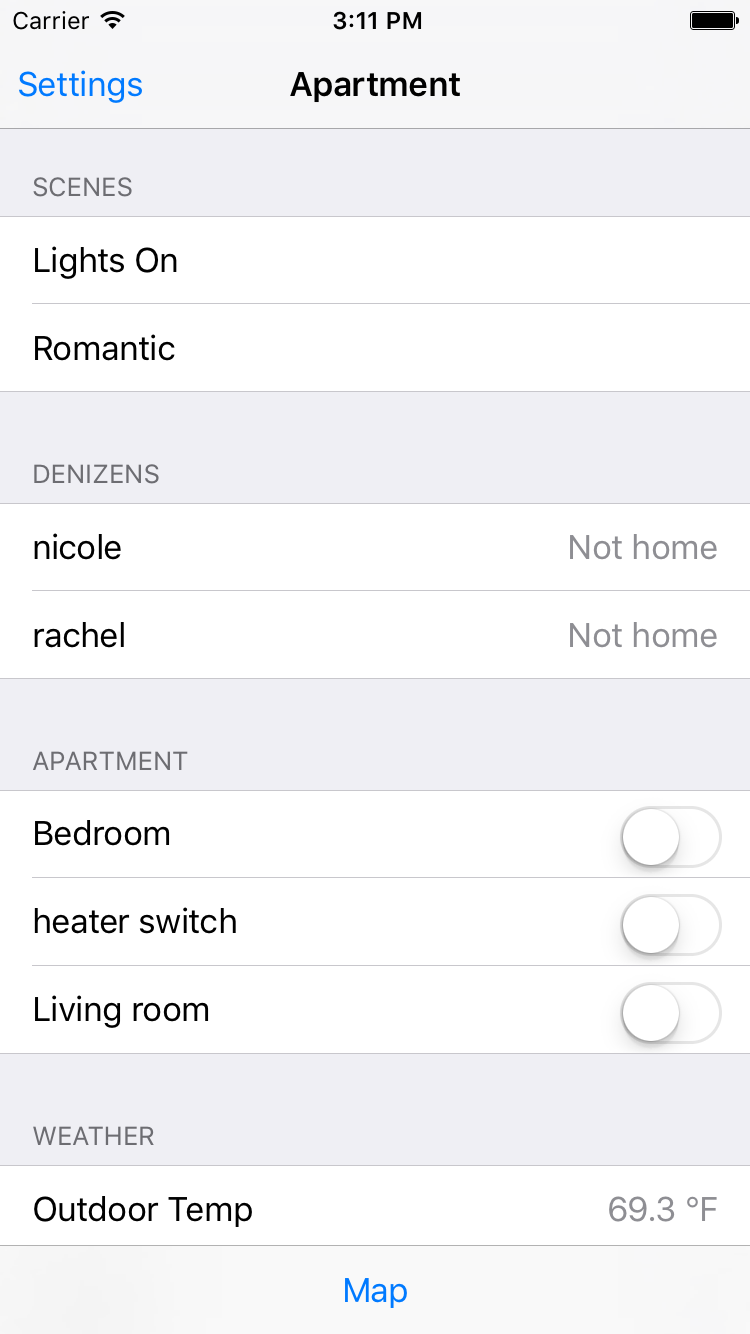 Carrier 3:11 PM
Settings Apartment
SCENES
Lights On
Romantic
DENIZENS
nicole Not home
rachel Not home
APARTMENT
Bedroom
heater switch
Living room
WEATHER
Outdoor Temp 69.3 °F
Map